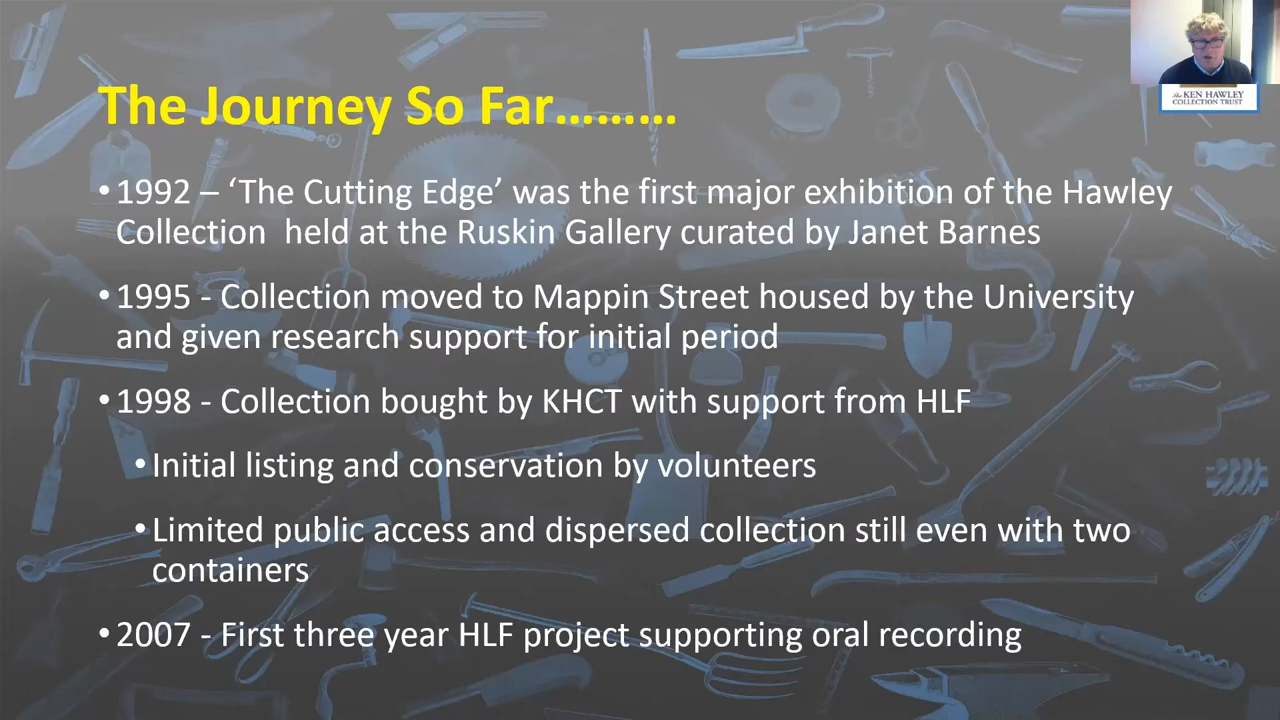 The KEN HAWLEY
COLLECTION TRUST
The Journey So Far………
•1992 – ‘The Cutting Edge’ was the first major exhibition of the Hawley
Collection  held at the Ruskin Gallery curated by Janet Barnes
•1995 - Collection moved to Mappin Street housed by the University
and given research support for initial period
•1998 - Collection bought by KHCT with support from HLF
•Initial listing and conservation by volunteers
•Limited public access and dispersed collection still even with two
containers
•2007 - First three year HLF project supporting oral recording